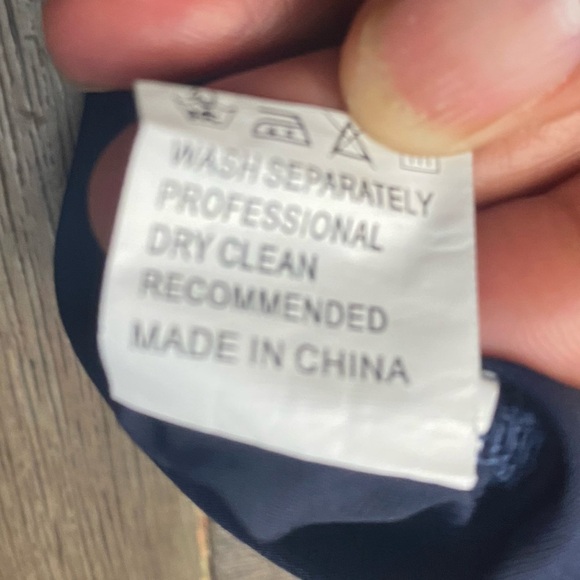 WASH SEPARATELY
PROFESSIONAL
DRY CLEAN
RECOMMENDED
MADE IN CHINA